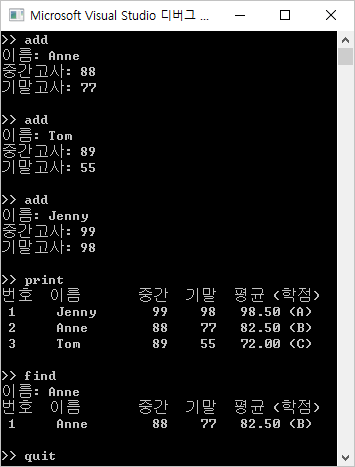 Microsoft Visual Studio 디버그 ...
>> add
이름: Anne
중간고사: 88
기말고사: 77
>> add
이름: Tom
중간고사: 89
기말고사: 55
>> add
이름: Jenny
중간고사: 99
기말고사: 98
>> print
번호 이름 중간 기말 평균 (학점)
1 Jenny 99 98 98.50 (A)
2 Anne 88 77 82.50 (B)
3 Tom 89 55 72.00 (C)
>> find
이름: Anne
번호 이름 중간 기말 평균 (학점)
1 Anne 88 77 82.50 (B)
>> quit